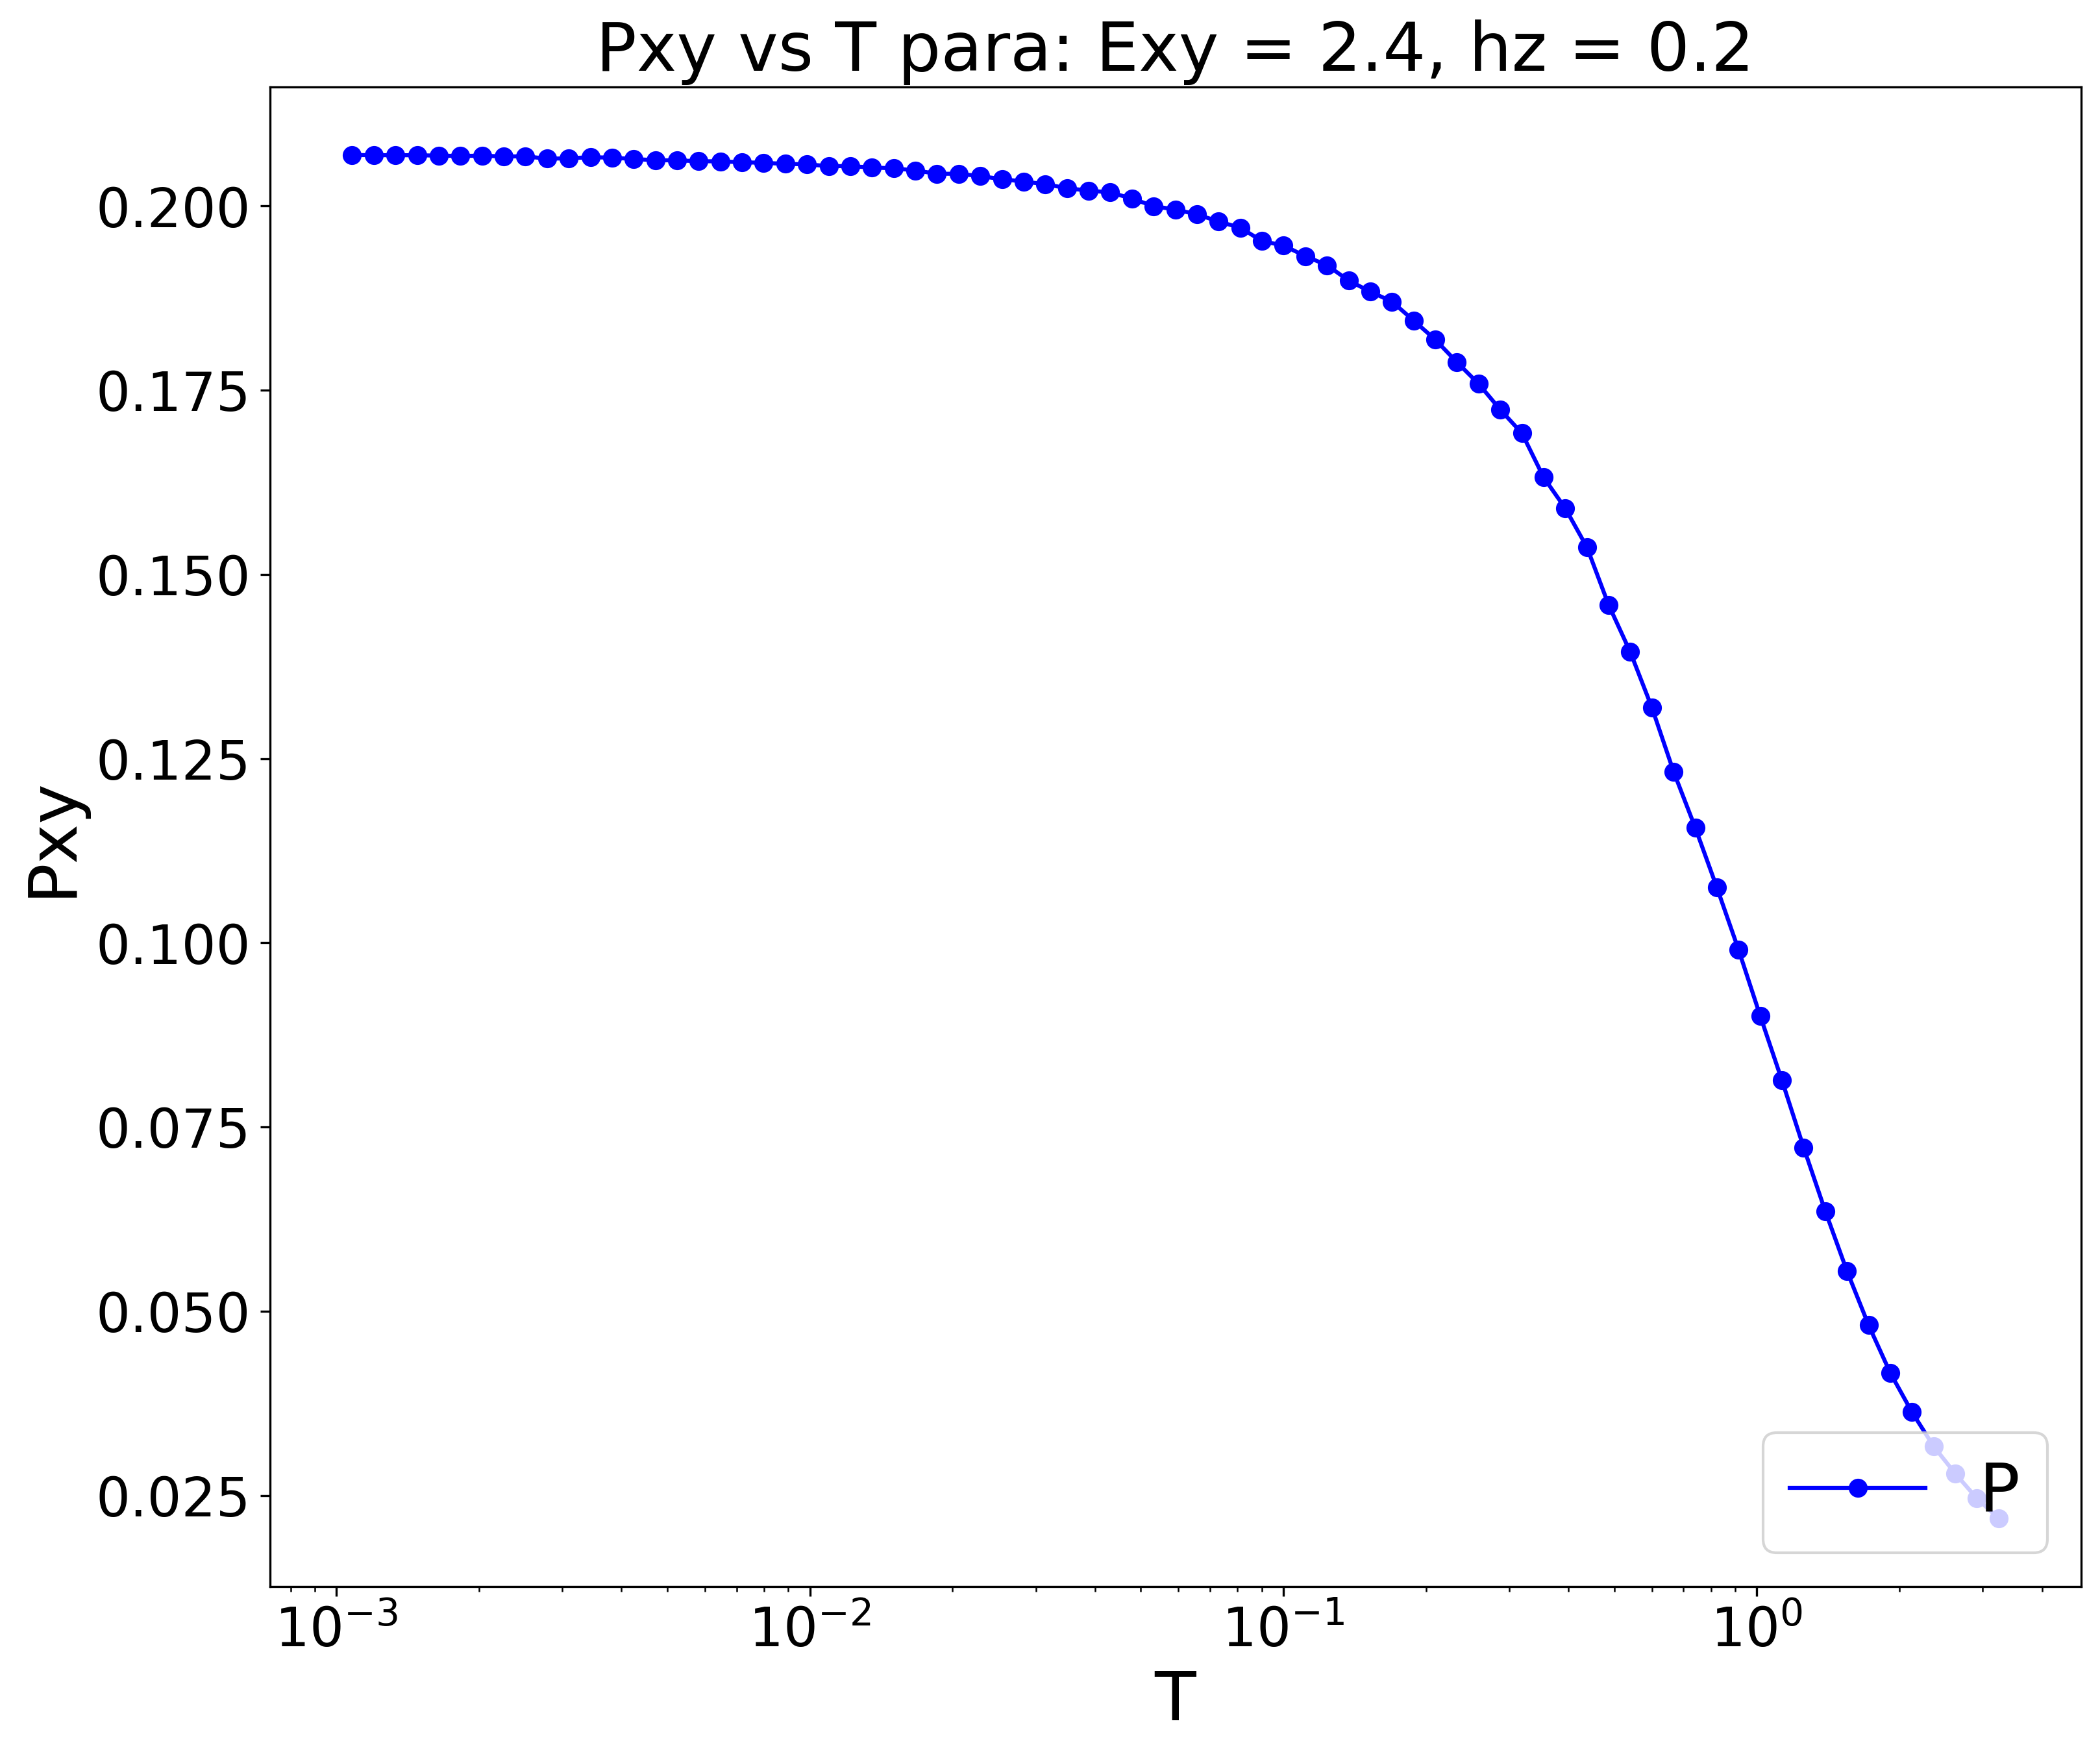 Pxy vs T para: Exy = 2.4, hz = 0.2
Pxy
0.200
0.175
0.150
0.125
0.100
0.075
0.050
0.025
P
10⁻³ 10⁻² 10⁻¹ 10⁰
T